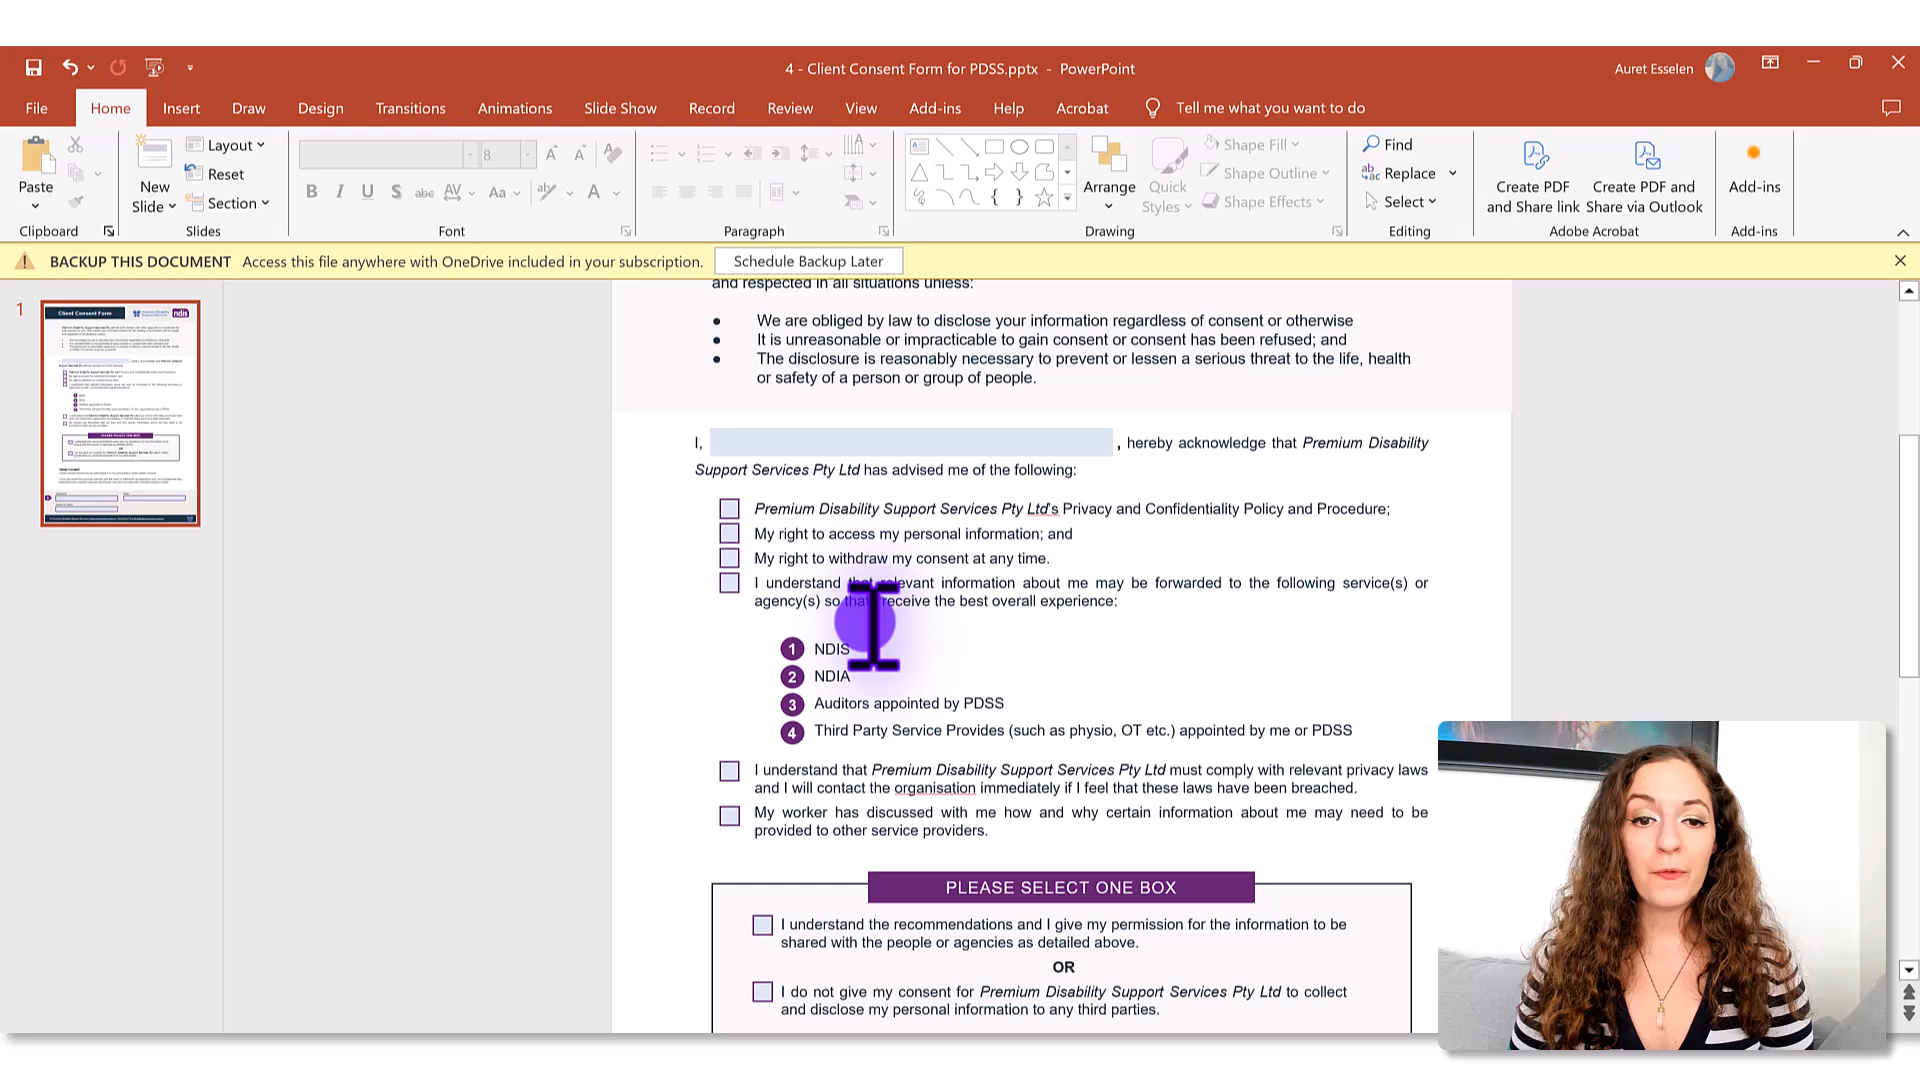 4 - Client Consent Form for PDSS.pptx - PowerPoint
Auret Esselen
File Home Insert Draw Design Transitions Animations Slide Show Record Review View Add-ins Help Acrobat Tell me what you want to do
Paste
Clipboard
New
Slide
Layout
Reset
Section
Slides
8
B I U S abc AV Aa A
Font
Paragraph
Arrange
Quick
Styles
Shape Fill
Shape Outline
Shape Effects
Drawing
Find
Replace
Select
Editing
Create PDF
and Share link
Create PDF and
Share via Outlook
Adobe Acrobat
Add-ins
Add-ins
BACKUP THIS DOCUMENT Access this file anywhere with OneDrive included in your subscription. Schedule Backup Later
1
Client Consent Form
ndis
and respected in all situations unless:
We are obliged by law to disclose your information regardless of consent or otherwise
It is unreasonable or impracticable to gain consent or consent has been refused; and
The disclosure is reasonably necessary to prevent or lessen a serious threat to the life, health
or safety of a person or group of people.
I, , hereby acknowledge that Premium Disability
Support Services Pty Ltd has advised me of the following:
Premium Disability Support Services Pty Ltd's Privacy and Confidentiality Policy and Procedure;
My right to access my personal information; and
My right to withdraw my consent at any time.
I understand that relevant information about me may be forwarded to the following service(s) or
agency(s) so that receive the best overall experience:
1 NDIS
2 NDIA
3 Auditors appointed by PDSS
4 Third Party Service Provides (such as physio, OT etc.) appointed by me or PDSS
I understand that Premium Disability Support Services Pty Ltd must comply with relevant privacy laws
and I will contact the organisation immediately if I feel that these laws have been breached.
My worker has discussed with me how and why certain information about me may need to be
provided to other service providers.
PLEASE SELECT ONE BOX
I understand the recommendations and I give my permission for the information to be
shared with the people or agencies as detailed above.
OR
I do not give my consent for Premium Disability Support Services Pty Ltd to collect
and disclose my personal information to any third parties.